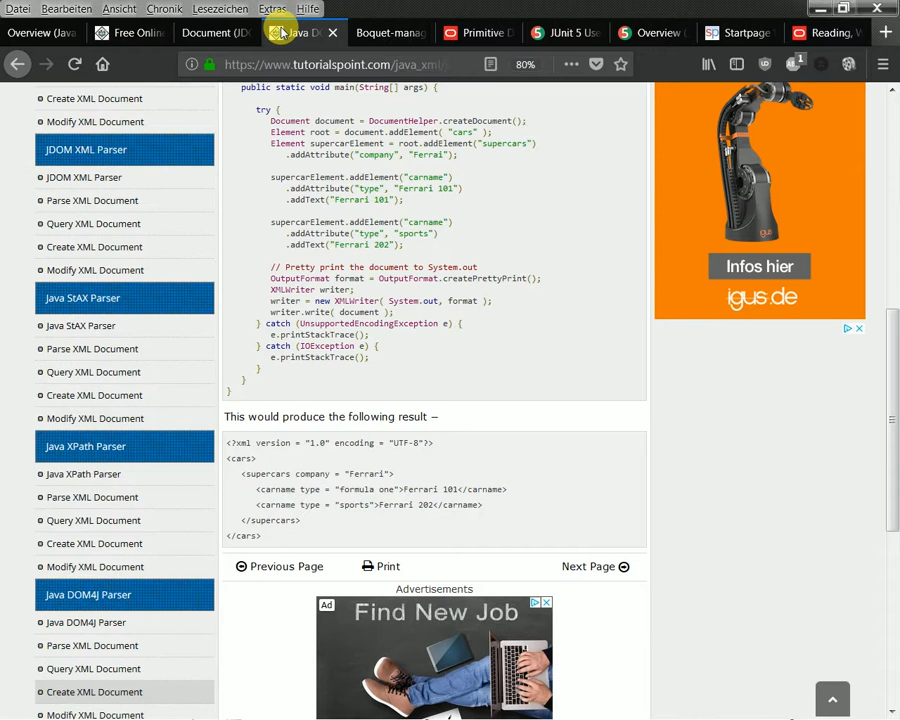 Datei Bearbeiten Ansicht Chronik Lesezeichen Extras Hilfe
Overview (Java Free Online Document (JD Java D Boquet-manag Primitive D JUnit 5 Use Overview ( Startpage Reading, W
https://www.tutorialspoint.com/java_xml/ 80% 1
Create XML Document
Modify XML Document
JDOM XML Parser
JDOM XML Parser
Parse XML Document
Query XML Document
Create XML Document
Modify XML Document
Java StAX Parser
Java StAX Parser
Parse XML Document
Query XML Document
Create XML Document
Modify XML Document
Java XPath Parser
Java XPath Parser
Parse XML Document
Query XML Document
Create XML Document
Modify XML Document
Java DOM4J Parser
Java DOM4J Parser
Parse XML Document
Query XML Document
Create XML Document
Modify XML Document
public static void main(String[] args) {
try {
Document document = DocumentHelper.createDocument();
Element root = document.addElement( "cars" );
Element supercarElement = root.addElement("supercars")
.addAttribute("company", "Ferrai");
supercarElement.addElement("carname")
.addAttribute("type", "Ferrari 101")
.addText("Ferrari 101");
supercarElement.addElement("carname")
.addAttribute("type", "sports")
.addText("Ferrari 202");
// Pretty print the document to System.out
OutputFormat format = OutputFormat.createPrettyPrint();
XMLWriter writer;
writer = new XMLWriter( System.out, format );
writer.write( document );
} catch (UnsupportedEncodingException e) {
e.printStackTrace();
} catch (IOException e) {
e.printStackTrace();
}
}
}
This would produce the following result −
<?xml version = "1.0" encoding = "UTF-8"?>
<cars>
<supercars company = "Ferrari">
<carname type = "formula one">Ferrari 101</carname>
<carname type = "sports">Ferrari 202</carname>
</supercars>
</cars>
Previous Page Print Next Page
Advertisements
Ad
Find New Job
igus
Infos hier
igus.de